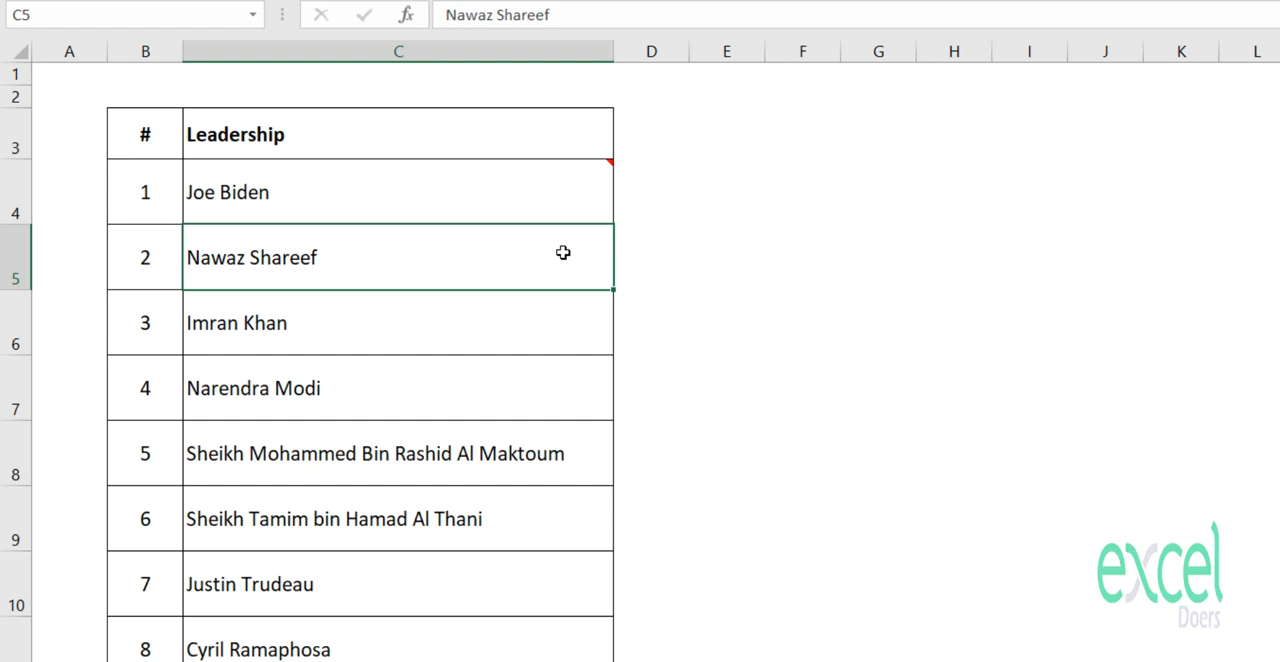 C5 fx Nawaz Shareef
A B C D E F G H I J K L
1
2
3 # Leadership
4 1 Joe Biden
5 2 Nawaz Shareef
6 3 Imran Khan
7 4 Narendra Modi
8 5 Sheikh Mohammed Bin Rashid Al Maktoum
9 6 Sheikh Tamim bin Hamad Al Thani
10 7 Justin Trudeau
8 Cyril Ramaphosa
excel
Doers